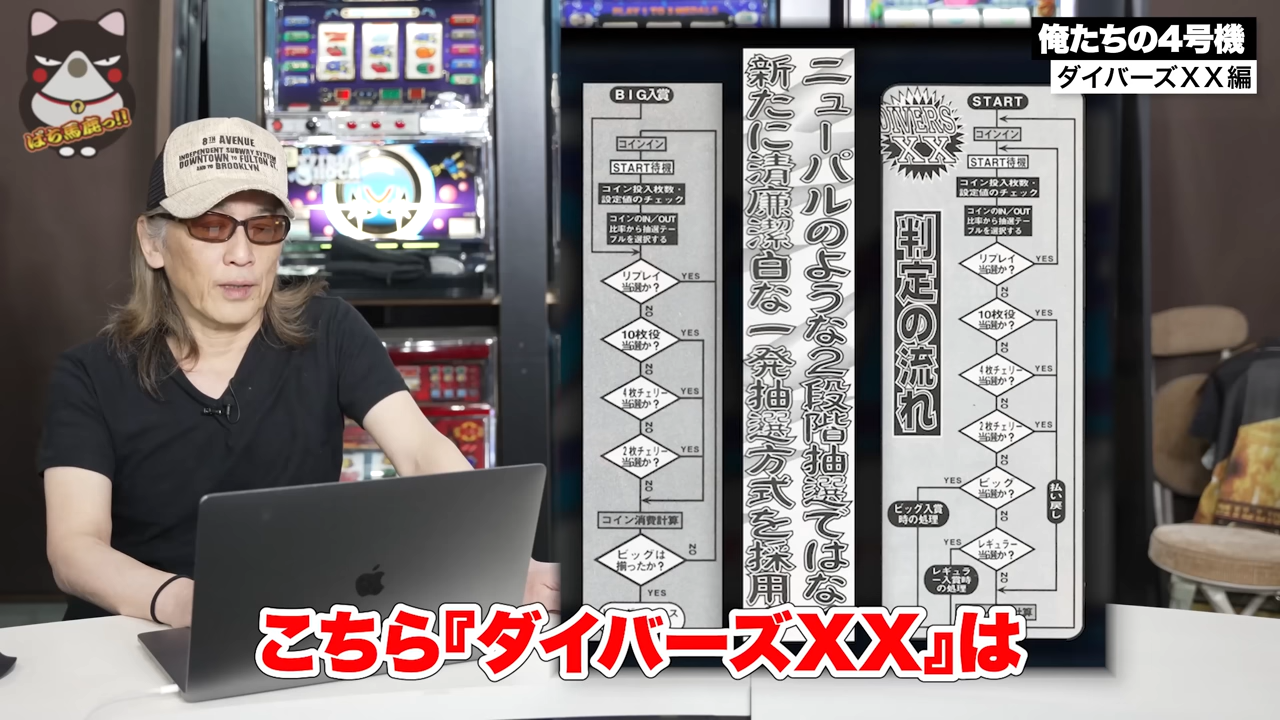 俺たちの4号機
ダイバーズXX編
ぱち馬鹿っ!!
8TH AVENUE
INDEPENDENT SUBWAY SYSTEM
DOWNTOWN TO FULTON ST.
AND TO BROOKLYN
BIG入賞
コインイン
START待機
コイン投入枚数・
設定値のチェック
コインのIN/OUT
比率から抽選テー
ブルを選択する
リプレイ
当選か?
YES
NO
10枚役
当選か?
YES
NO
4枚チェリー
当選か?
YES
NO
2枚チェリー
当選か?
YES
NO
コイン消費計算
ビッグは
揃ったか?
NO
YES
ニューパルのような2段階抽選ではな
新たに清廉潔白な一発抽選方式を採用
DIVERS
XX
判定の流れ
START
コインイン
START待機
コイン投入枚数・
設定値のチェック
コインのIN/OUT
比率から抽選テー
ブルを選択する
リプレイ
当選か?
YES
NO
10枚役
当選か?
YES
NO
4枚チェリー
当選か?
YES
NO
2枚チェリー
当選か?
YES
NO
ビッグ
当選か?
YES
NO
ビッグ入賞
時の処理
払い戻し
レギュラー
当選か?
YES
NO
レギュラ
ー入賞時
の処理
こちら『ダイバーズXX』は